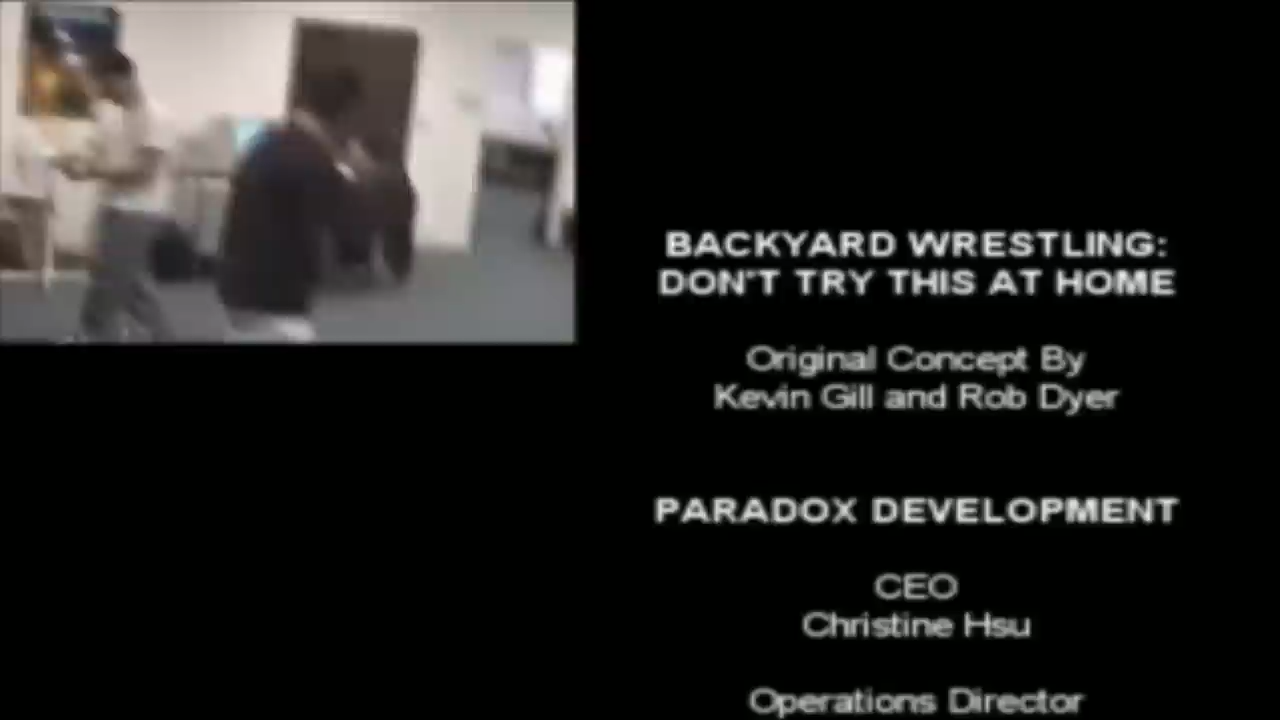 BACKYARD WRESTLING:
DON'T TRY THIS AT HOME
Original Concept By
Kevin Gill and Rob Dyer
PARADOX DEVELOPMENT
CEO
Christine Hsu
Operations Director